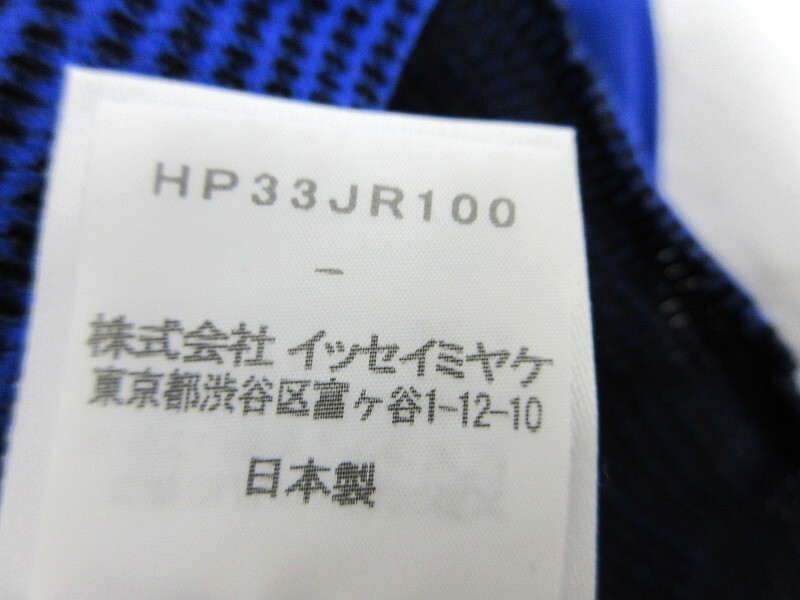 HP33JR100
-
株式会社 イッセイミヤケ
東京都渋谷区富ヶ谷1-12-10
日本製